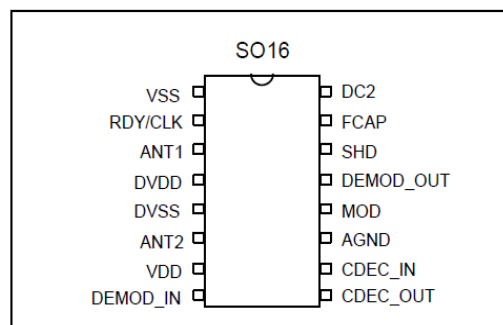 SO16
VSS DC2
RDY/CLK FCAP
ANT1 SHD
DVDD DEMOD_OUT
DVSS MOD
ANT2 AGND
VDD CDEC_IN
DEMOD_IN CDEC_OUT